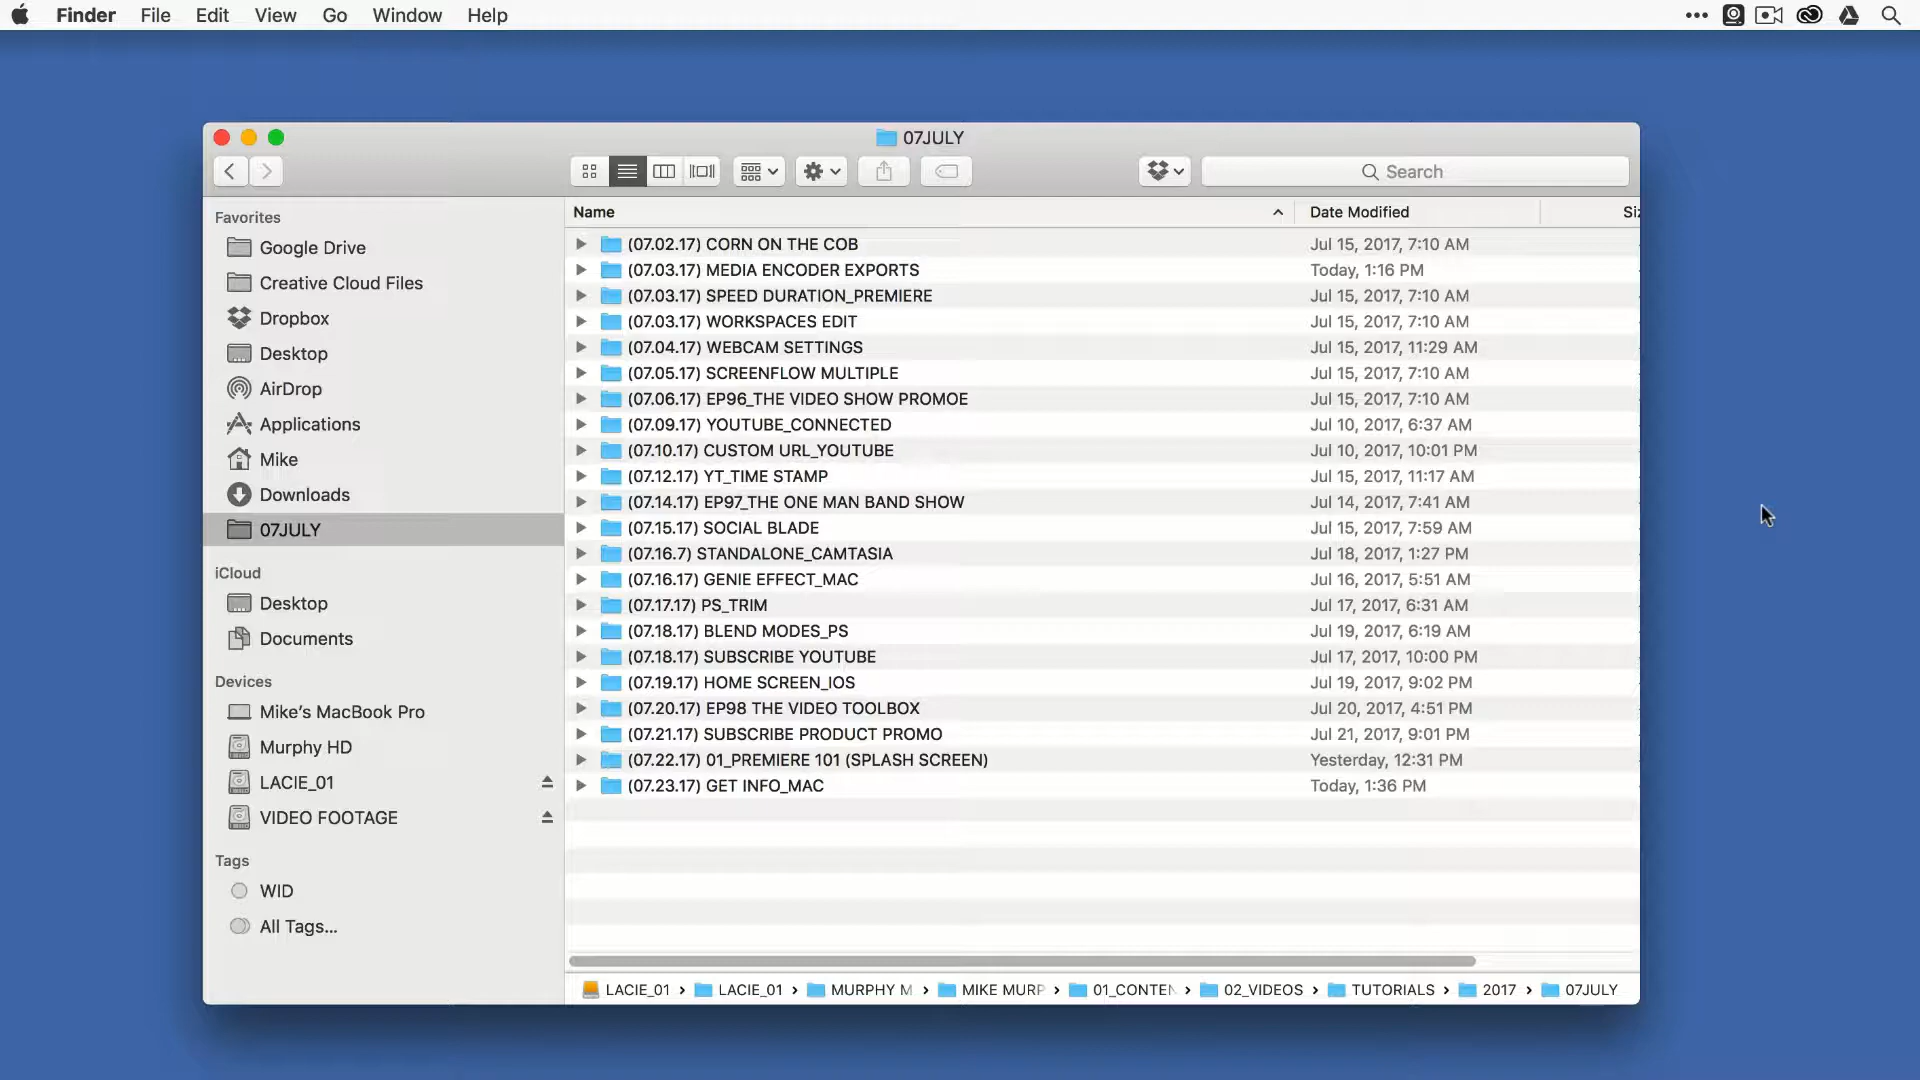 Finder File Edit View Go Window Help
07JULY
Search
Favorites
Google Drive
Creative Cloud Files
Dropbox
Desktop
AirDrop
Applications
Mike
Downloads
07JULY
iCloud
Desktop
Documents
Devices
Mike's MacBook Pro
Murphy HD
LACIE_01
VIDEO FOOTAGE
Tags
WID
All Tags...
Name Date Modified Siz
(07.02.17) CORN ON THE COB Jul 15, 2017, 7:10 AM
(07.03.17) MEDIA ENCODER EXPORTS Today, 1:16 PM
(07.03.17) SPEED DURATION_PREMIERE Jul 15, 2017, 7:10 AM
(07.03.17) WORKSPACES EDIT Jul 15, 2017, 7:10 AM
(07.04.17) WEBCAM SETTINGS Jul 15, 2017, 11:29 AM
(07.05.17) SCREENFLOW MULTIPLE Jul 15, 2017, 7:10 AM
(07.06.17) EP96_THE VIDEO SHOW PROMOE Jul 15, 2017, 7:10 AM
(07.09.17) YOUTUBE_CONNECTED Jul 10, 2017, 6:37 AM
(07.10.17) CUSTOM URL_YOUTUBE Jul 10, 2017, 10:01 PM
(07.12.17) YT_TIME STAMP Jul 15, 2017, 11:17 AM
(07.14.17) EP97_THE ONE MAN BAND SHOW Jul 14, 2017, 7:41 AM
(07.15.17) SOCIAL BLADE Jul 15, 2017, 7:59 AM
(07.16.7) STANDALONE_CAMTASIA Jul 18, 2017, 1:27 PM
(07.16.17) GENIE EFFECT_MAC Jul 16, 2017, 5:51 AM
(07.17.17) PS_TRIM Jul 17, 2017, 6:31 AM
(07.18.17) BLEND MODES_PS Jul 19, 2017, 6:19 AM
(07.18.17) SUBSCRIBE YOUTUBE Jul 17, 2017, 10:00 PM
(07.19.17) HOME SCREEN_IOS Jul 19, 2017, 9:02 PM
(07.20.17) EP98 THE VIDEO TOOLBOX Jul 20, 2017, 4:51 PM
(07.21.17) SUBSCRIBE PRODUCT PROMO Jul 21, 2017, 9:01 PM
(07.22.17) 01_PREMIERE 101 (SPLASH SCREEN) Yesterday, 12:31 PM
(07.23.17) GET INFO_MAC Today, 1:36 PM
LACIE_01 › LACIE_01 › MURPHY M › MIKE MURP › 01_CONTEN › 02_VIDEOS › TUTORIALS › 2017 › 07JULY